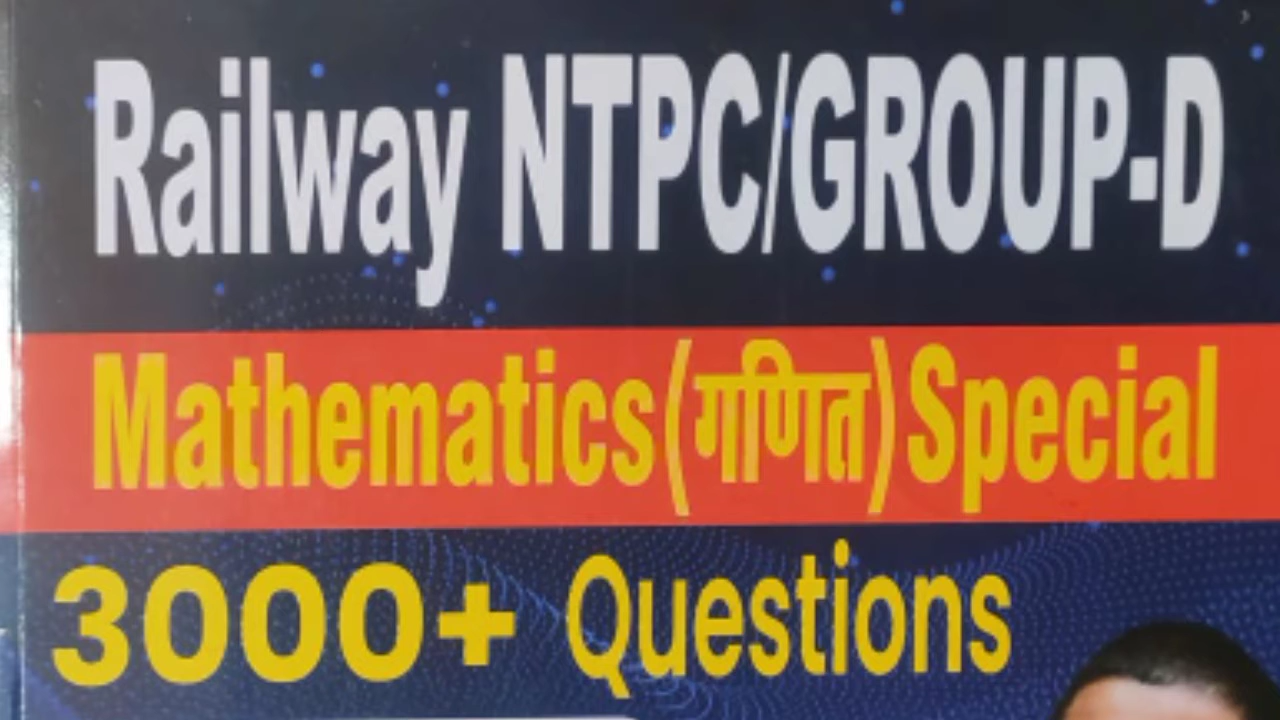 Railway NTPC/GROUP-D
Mathematics(गणित)Special
3000+ Questions